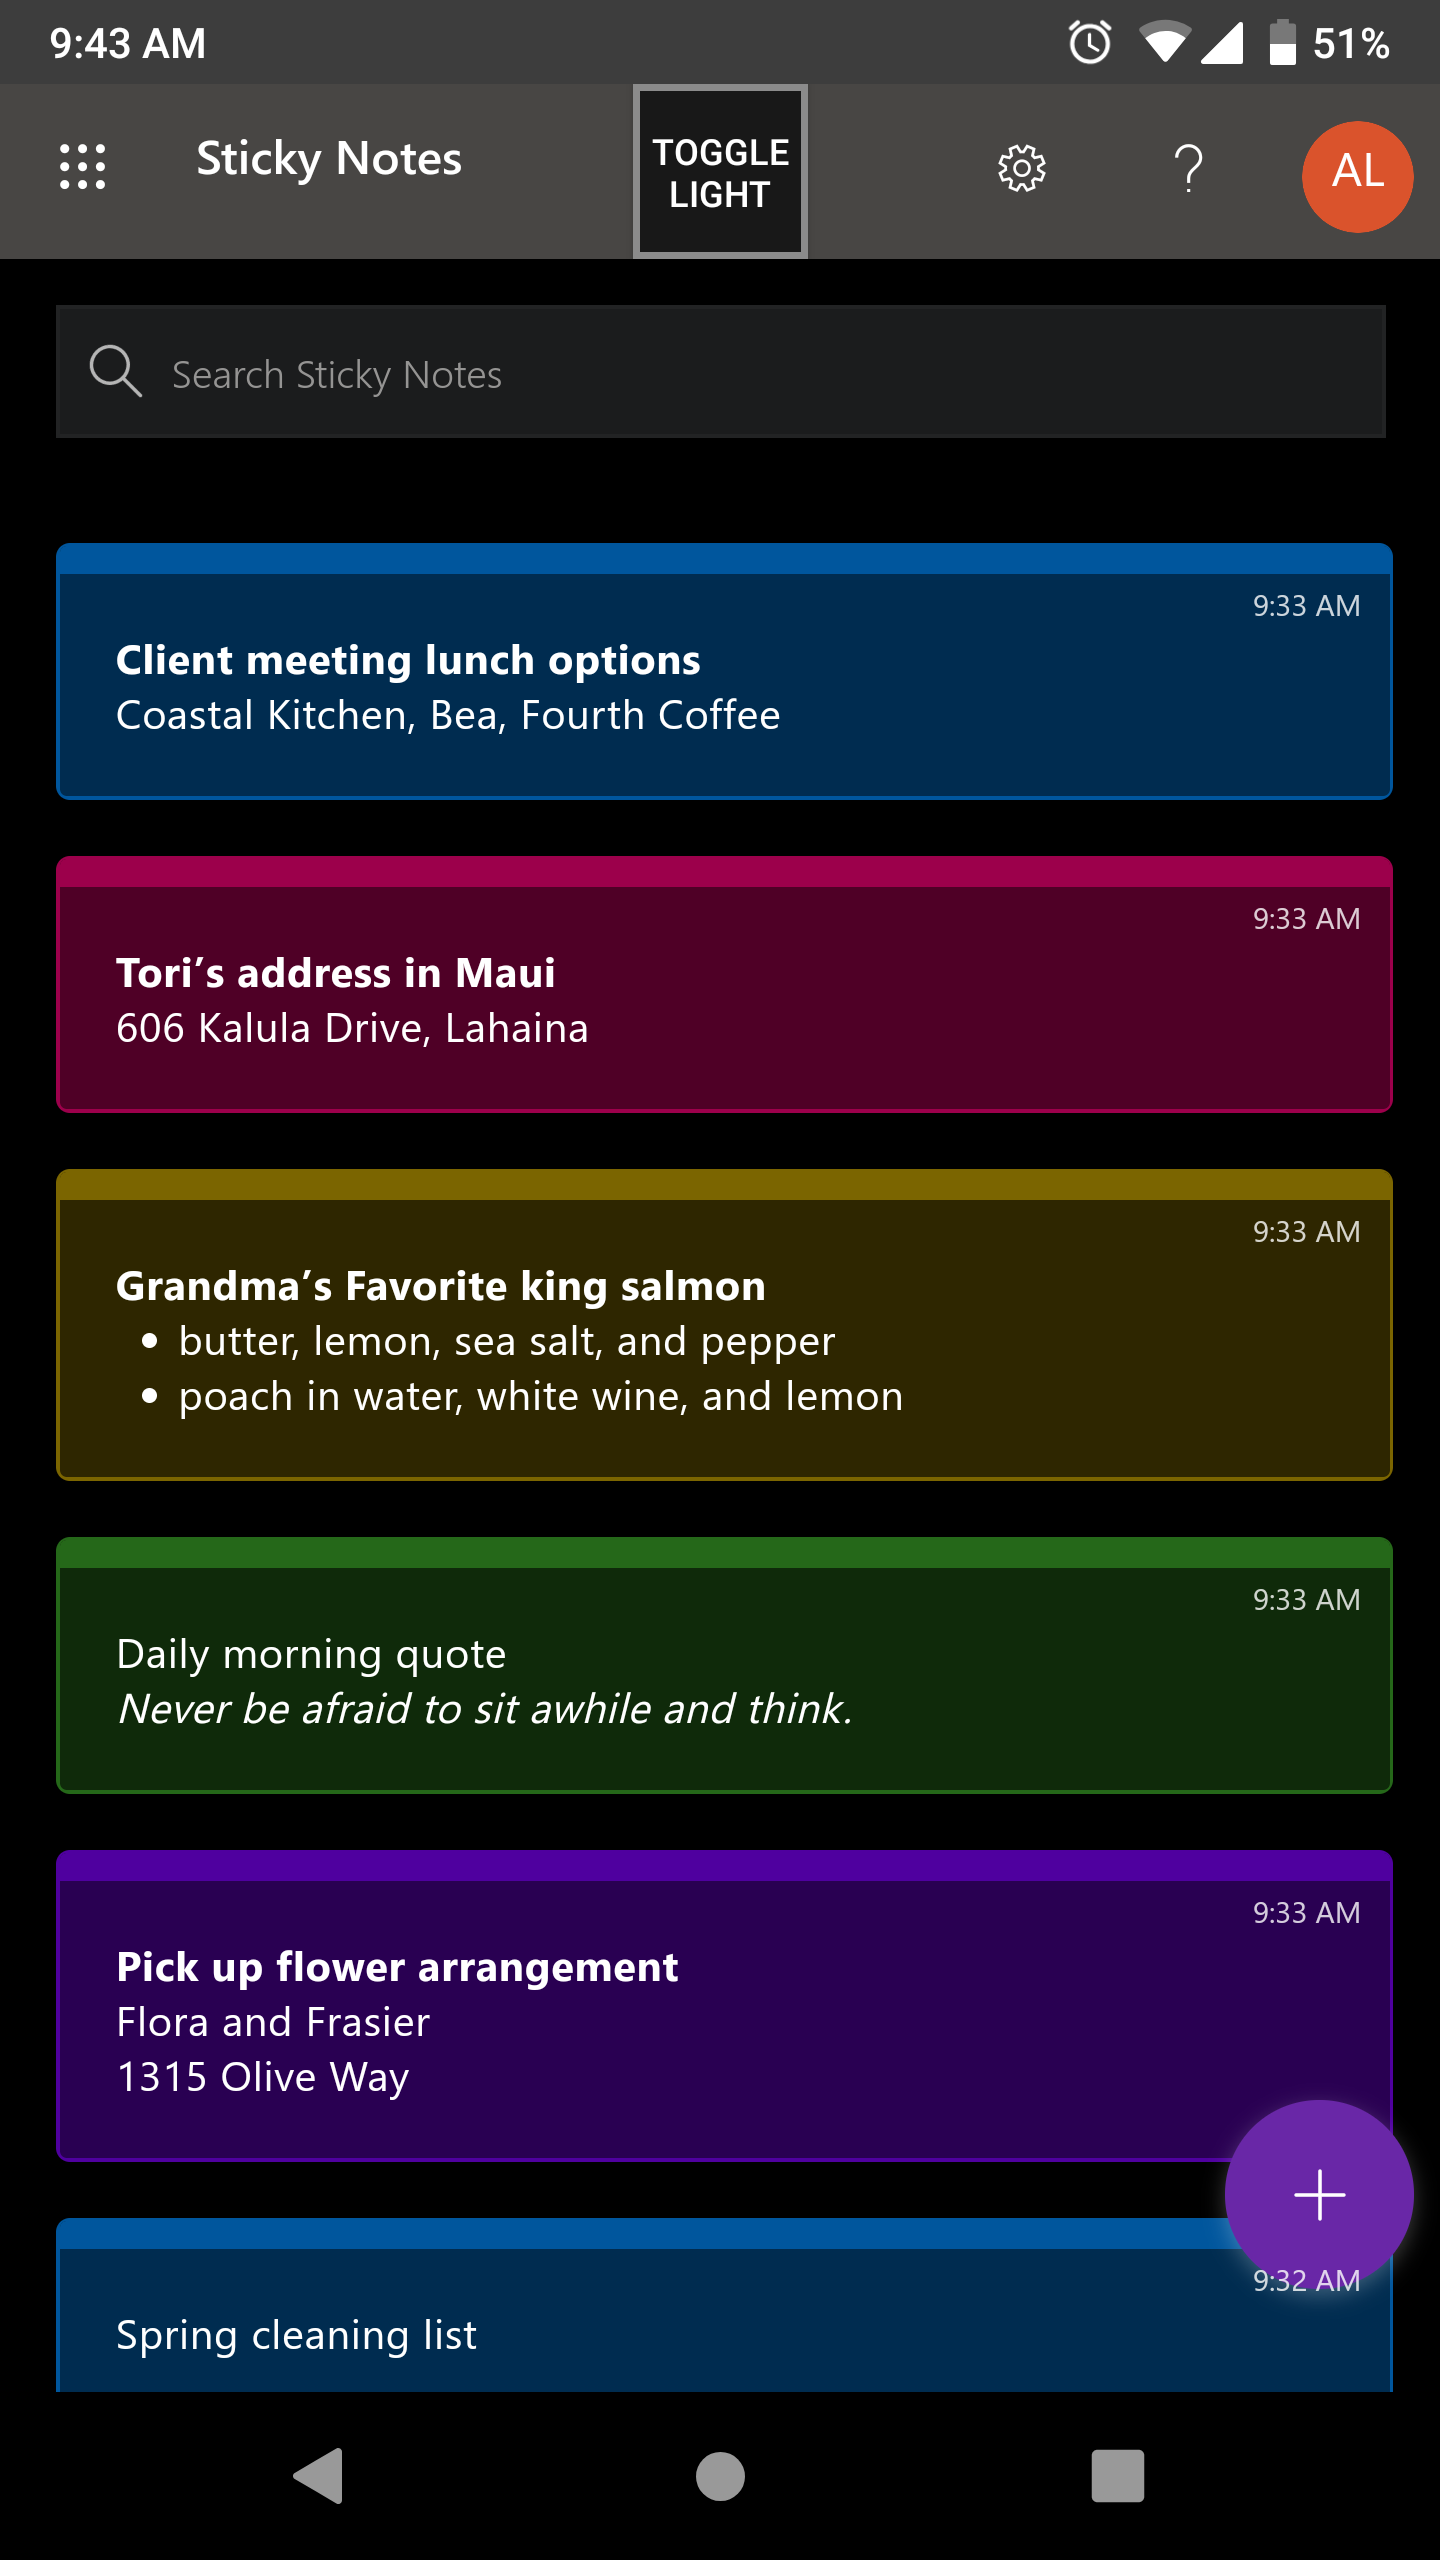 9:43 AM
51%
Sticky Notes
TOGGLE
LIGHT
?
AL
Search Sticky Notes
9:33 AM
Client meeting lunch options
Coastal Kitchen, Bea, Fourth Coffee
9:33 AM
Tori’s address in Maui
606 Kalula Drive, Lahaina
9:33 AM
Grandma’s Favorite king salmon
• butter, lemon, sea salt, and pepper
• poach in water, white wine, and lemon
9:33 AM
Daily morning quote
Never be afraid to sit awhile and think.
9:33 AM
Pick up flower arrangement
Flora and Frasier
1315 Olive Way
9:32 AM
Spring cleaning list